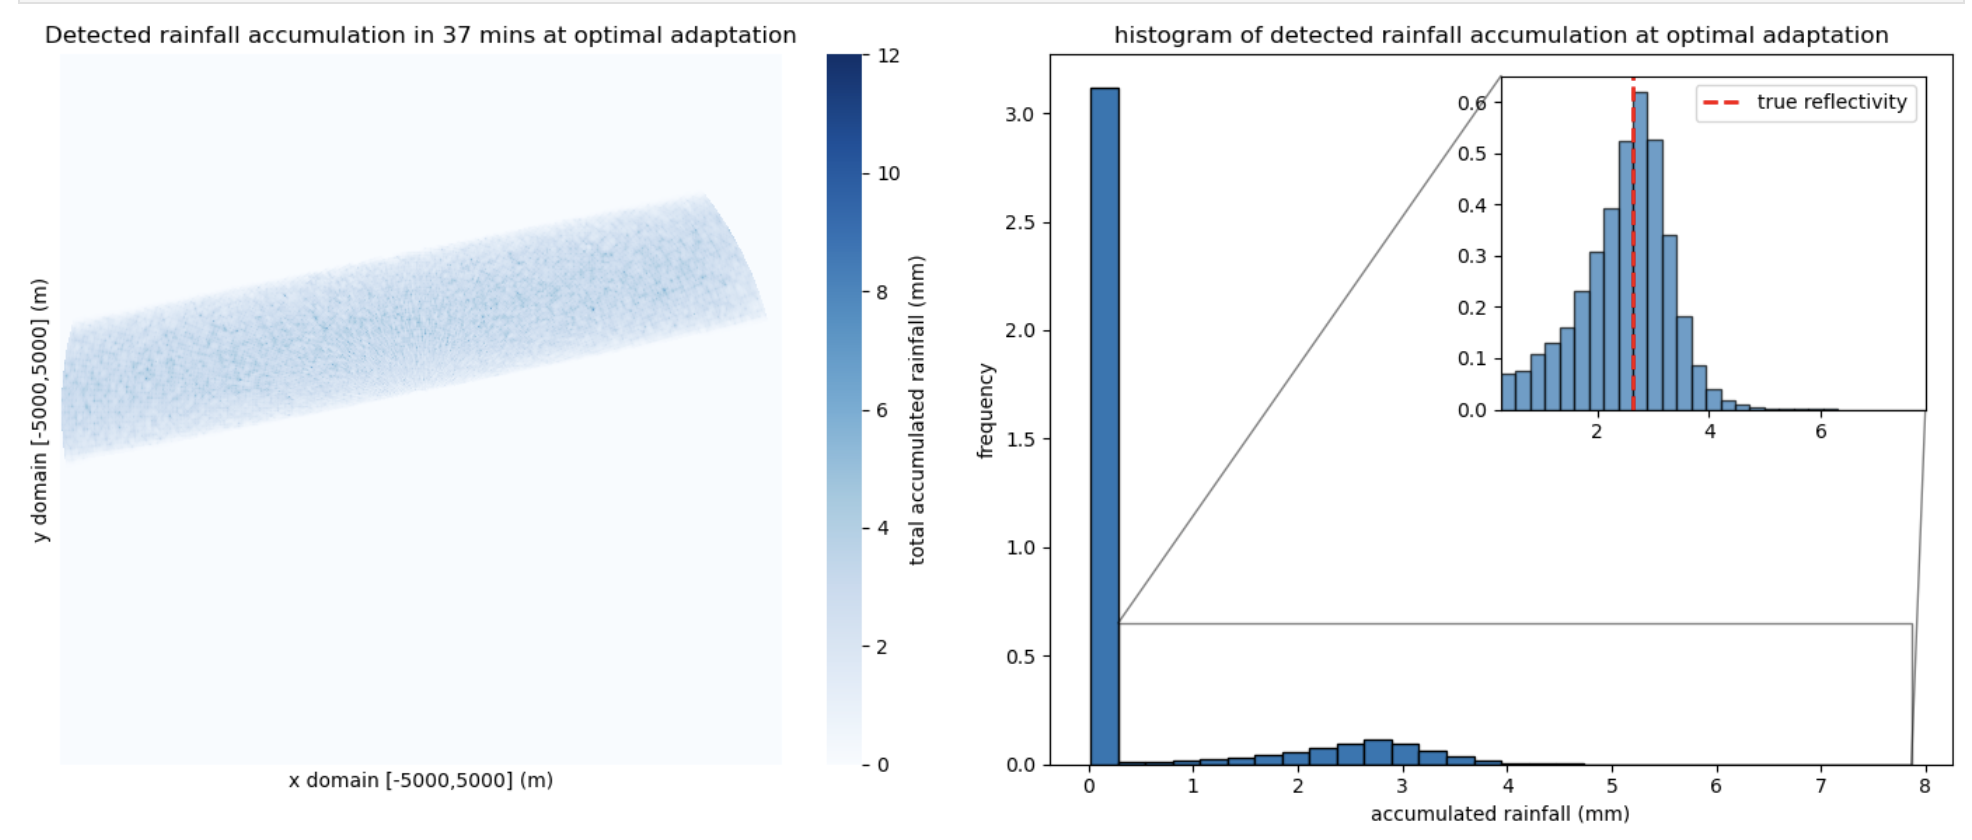 Detected rainfall accumulation in 37 mins at optimal adaptation
y domain [-5000,5000] (m)
x domain [-5000,5000] (m)
12
10
8
6
4
2
0
total accumulated rainfall (mm)
histogram of detected rainfall accumulation at optimal adaptation
frequency
3.0
2.5
2.0
1.5
1.0
0.5
0.0
0 1 2 3 4 5 6 7 8
accumulated rainfall (mm)
true reflectivity
0.6
0.5
0.4
0.3
0.2
0.1
0.0
2 4 6